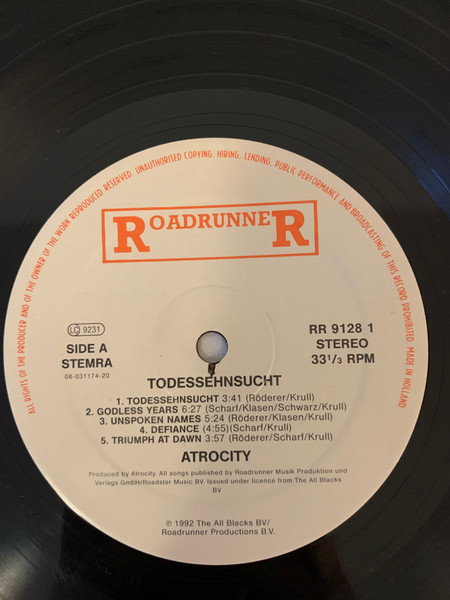 ALL RIGHTS OF THE PRODUCER AND OF THE OWNER OF THE WORK REPRODUCED RESERVED. UNAUTHORISED COPYING, HIRING, LENDING, PUBLIC PERFORMANCE AND BROADCASTING OF THIS RECORD PROHIBITED. MADE IN HOLLAND
ROADRUNNER
LC 9231
SIDE A
STEMRA
08-031174-20
RR 9128 1
STEREO
33 1/3 RPM
TODESSEHNSUCHT
1. TODESSEHNSUCHT 3:41 (Röderer/Krull)
2. GODLESS YEARS 6:27 (Scharf/Klasen/Schwarz/Krull)
3. UNSPOKEN NAMES 5:24 (Röderer/Klasen/Krull)
4. DEFIANCE (4:55)(Scharf/Krull)
5. TRIUMPH AT DAWN 3:57 (Röderer/Scharf/Krull)
ATROCITY
Produced by Atrocity. All songs published by Roadrunner Musik Produktion und
Verlags GmbH/Roadster Music BV. Issued under licence from The All Blacks
BV
℗ 1992 The All Blacks BV/
Roadrunner Productions B.V.